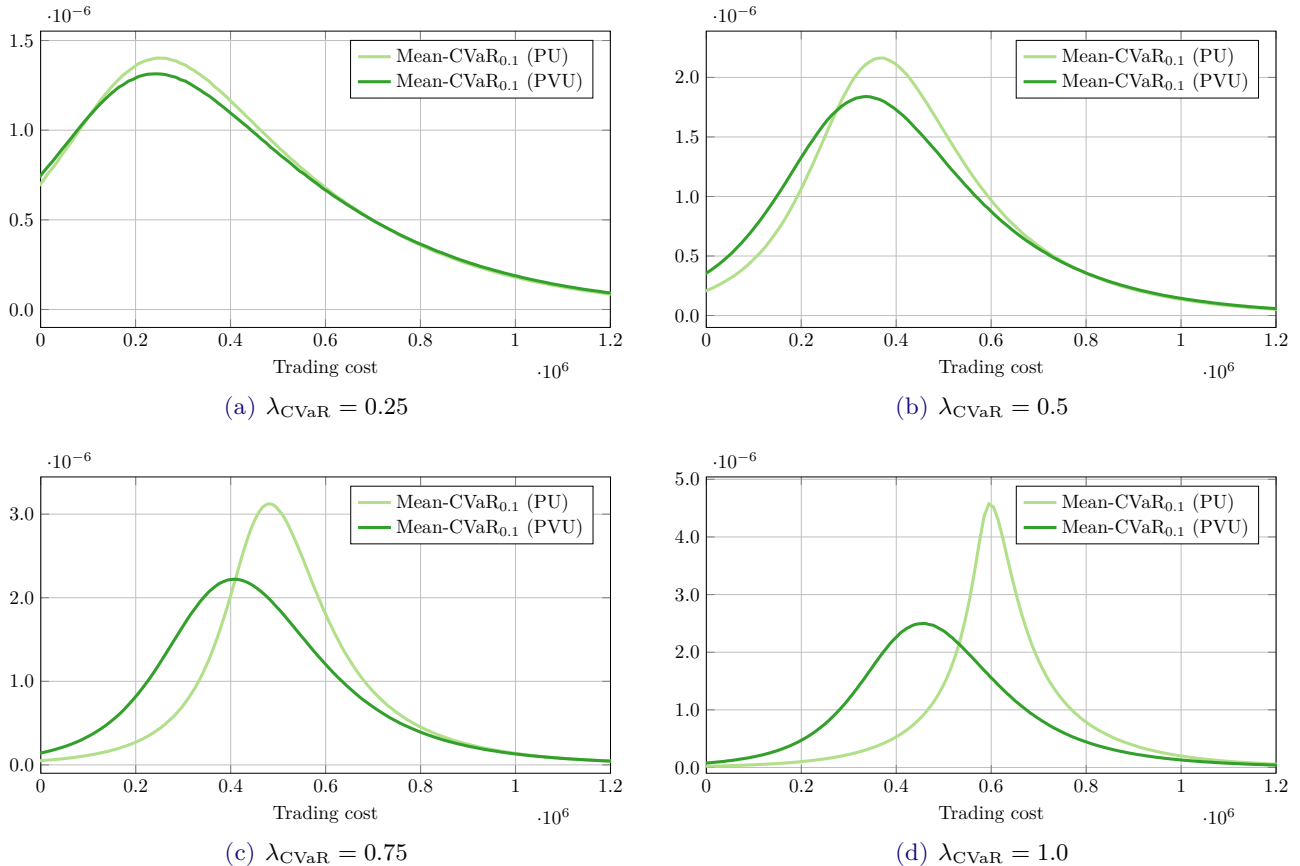 ·10⁻⁶
1.5
1.0
0.5
0.0
Mean-CVaR₀.₁ (PU)
Mean-CVaR₀.₁ (PVU)
0 0.2 0.4 0.6 0.8 1 1.2
Trading cost ·10⁶
(a) λ_CVaR = 0.25
·10⁻⁶
2.0
1.5
1.0
0.5
0.0
Mean-CVaR₀.₁ (PU)
Mean-CVaR₀.₁ (PVU)
0 0.2 0.4 0.6 0.8 1 1.2
Trading cost ·10⁶
(b) λ_CVaR = 0.5
·10⁻⁶
3.0
2.0
1.0
0.0
Mean-CVaR₀.₁ (PU)
Mean-CVaR₀.₁ (PVU)
0 0.2 0.4 0.6 0.8 1 1.2
Trading cost ·10⁶
(c) λ_CVaR = 0.75
·10⁻⁶
5.0
4.0
3.0
2.0
1.0
0.0
Mean-CVaR₀.₁ (PU)
Mean-CVaR₀.₁ (PVU)
0 0.2 0.4 0.6 0.8 1 1.2
Trading cost ·10⁶
(d) λ_CVaR = 1.0